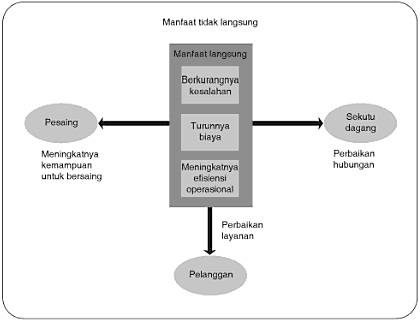 Manfaat tidak langsung
Manfaat langsung
Berkurangnya
kesalahan
Turunnya
biaya
Meningkatnya
efisiensi
operasional
Pesaing
Meningkatnya
kemampuan
untuk bersaing
Sekutu
dagang
Perbaikan
hubungan
Perbaikan
layanan
Pelanggan